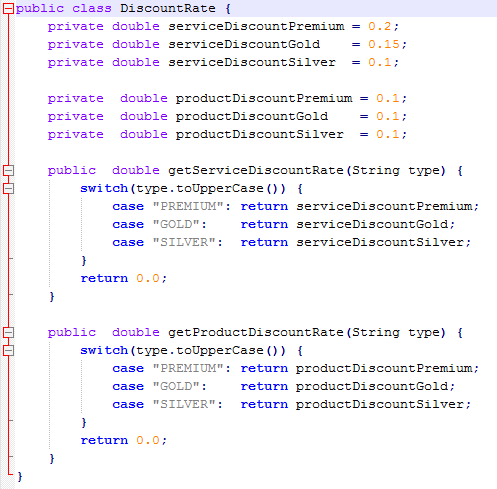 public class DiscountRate {
    private double serviceDiscountPremium = 0.2;
    private double serviceDiscountGold    = 0.15;
    private double serviceDiscountSilver  = 0.1;

    private  double productDiscountPremium = 0.1;
    private  double productDiscountGold    = 0.1;
    private  double productDiscountSilver  = 0.1;

    public  double getServiceDiscountRate(String type) {
        switch(type.toUpperCase()) {
            case "PREMIUM": return serviceDiscountPremium;
            case "GOLD":    return serviceDiscountGold;
            case "SILVER":  return serviceDiscountSilver;
        }
        return 0.0;
    }

    public  double getProductDiscountRate(String type) {
        switch(type.toUpperCase()) {
            case "PREMIUM": return productDiscountPremium;
            case "GOLD":    return productDiscountGold;
            case "SILVER":  return productDiscountSilver;
        }
        return 0.0;
    }
}